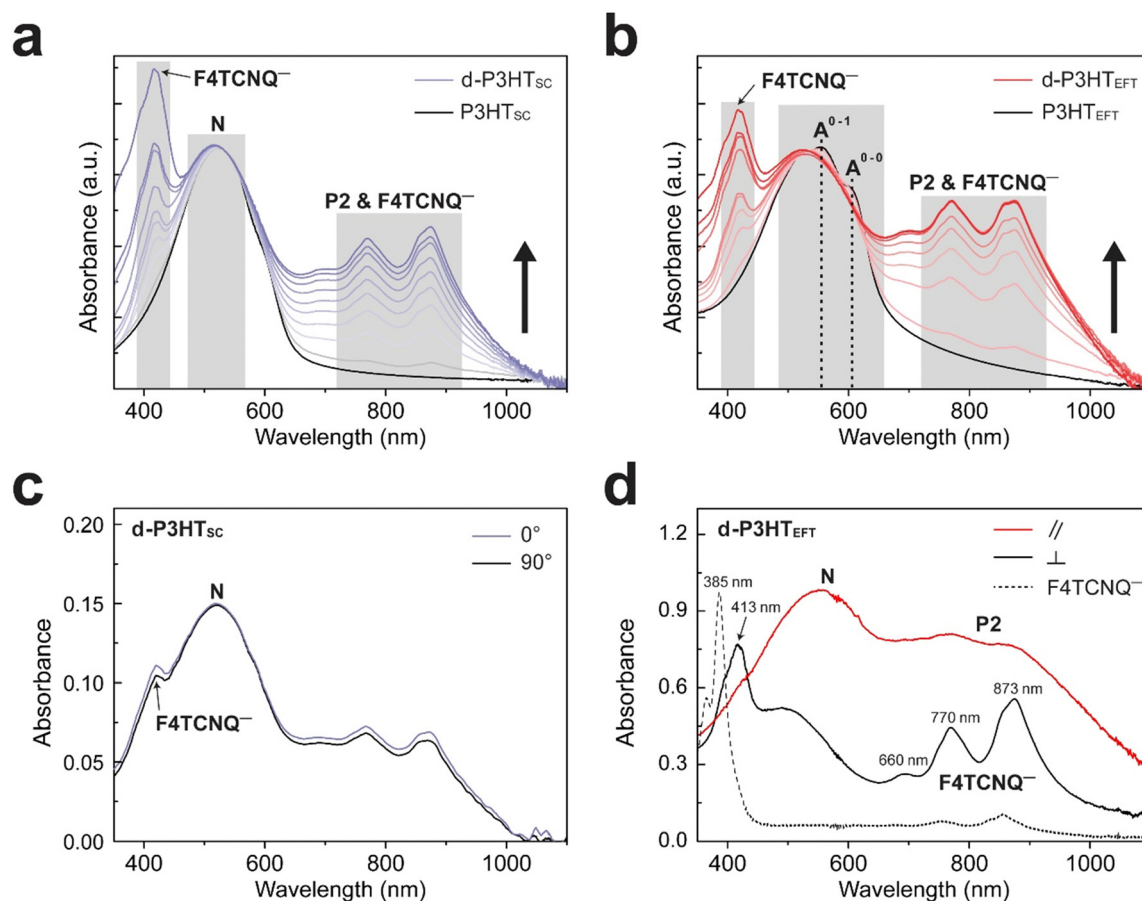 a
F4TCNQ—
N
d-P3HTSC
P3HTSC
P2 & F4TCNQ—
Absorbance (a.u.)
400 600 800 1000
Wavelength (nm)
b
F4TCNQ—
A0-1
A0-0
d-P3HTEFT
P3HTEFT
P2 & F4TCNQ—
Absorbance (a.u.)
400 600 800 1000
Wavelength (nm)
c
d-P3HTSC
0°
90°
N
F4TCNQ—
Absorbance
0.20
0.15
0.10
0.05
0.00
400 600 800 1000
Wavelength (nm)
d
d-P3HTEFT
//
⊥
F4TCNQ—
385 nm
413 nm
N
P2
873 nm
770 nm
660 nm
F4TCNQ—
Absorbance
1.2
0.9
0.6
0.3
0.0
400 600 800 1000
Wavelength (nm)